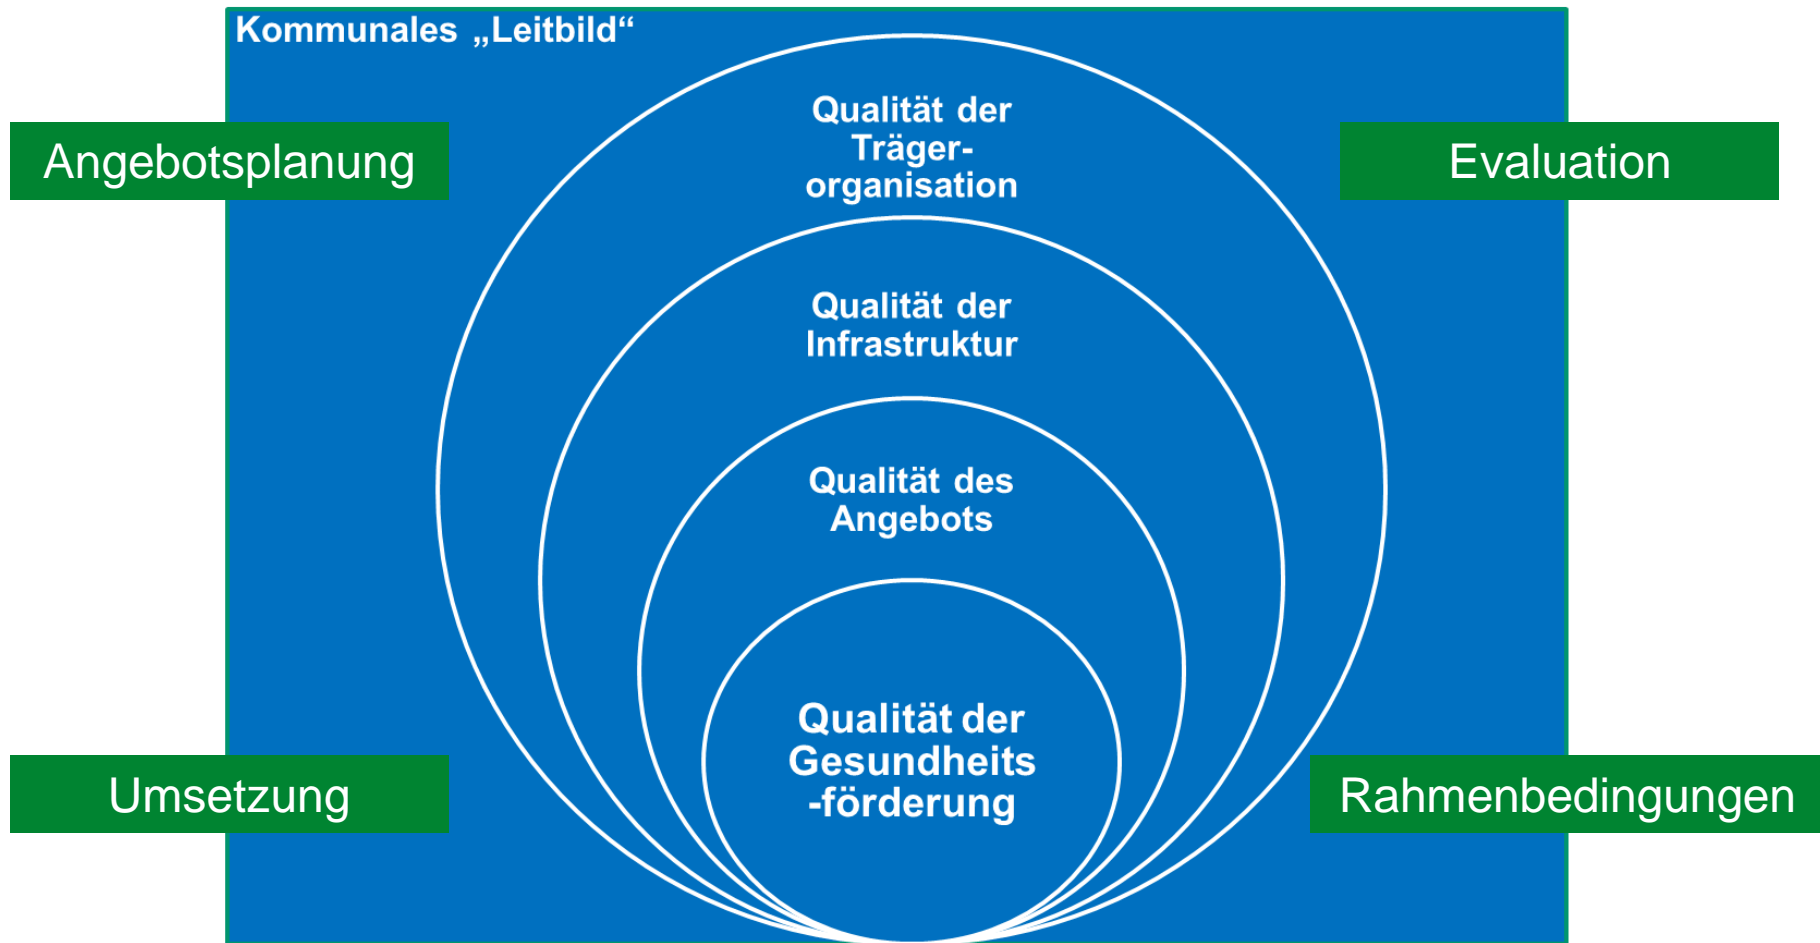 Kommunales „Leitbild“
Qualität der
Träger-
organisation
Angebotsplanung
Evaluation
Qualität der
Infrastruktur
Qualität des
Angebots
Qualität der
Gesundheits
-förderung
Umsetzung
Rahmenbedingungen